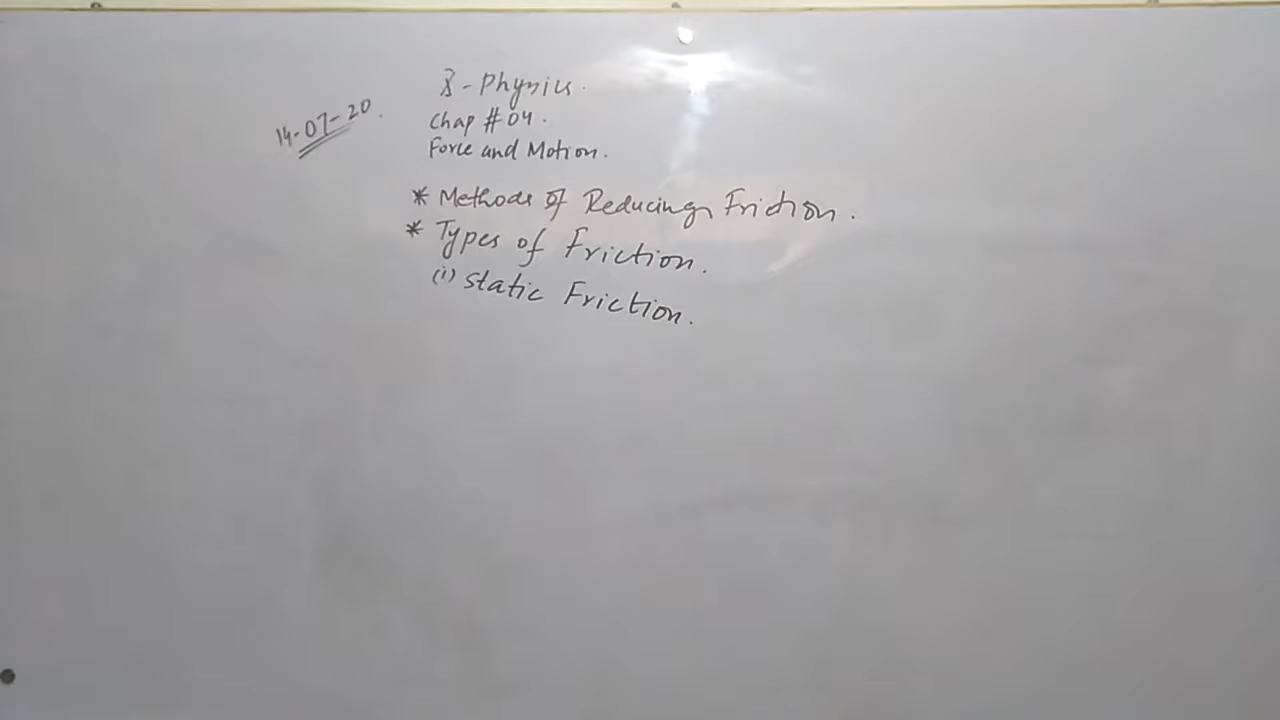 8-Physics.
14-07-20.
Chap # 04.
Force and Motion.
* Methods of Reducing Friction.
* Types of Friction.
(i) Static Friction.